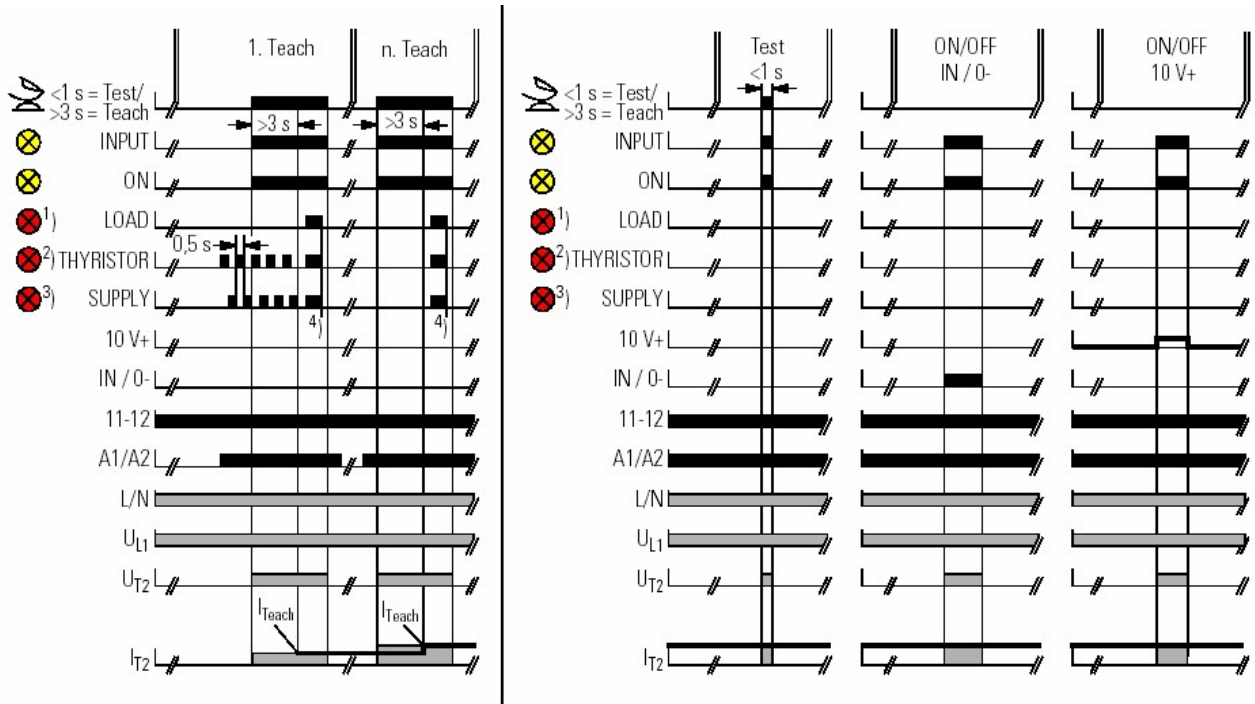 1. Teach
n. Teach
<1 s = Test/
>3 s = Teach
>3 s
>3 s
INPUT
ON
1)
LOAD
0,5 s
2)
THYRISTOR
3)
SUPPLY
4)
4)
10 V+
IN / 0-
11-12
A1/A2
L/N
UL1
UT2
ITeach
ITeach
IT2
Test
<1 s
ON/OFF
IN / 0-
ON/OFF
10 V+
<1 s = Test/
>3 s = Teach
INPUT
ON
1)
LOAD
2)
THYRISTOR
3)
SUPPLY
10 V+
IN / 0-
11-12
A1/A2
L/N
UL1
UT2
IT2